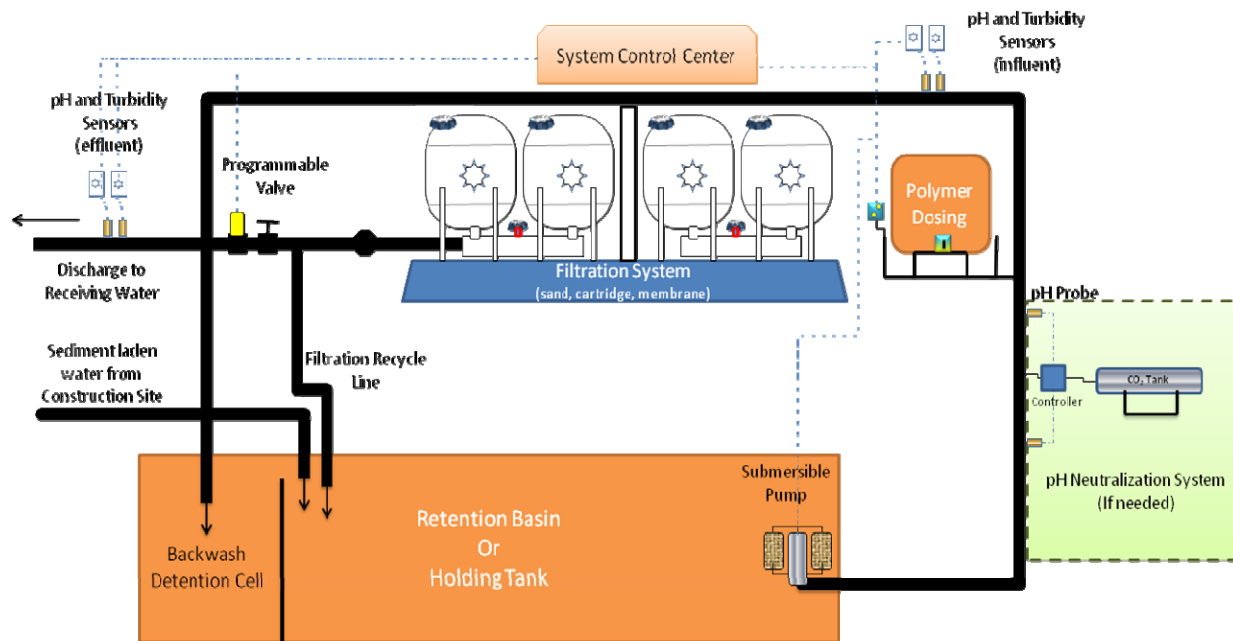 pH and Turbidity
Sensors
(influent)
System Control Center
pH and Turbidity
Sensors
(effluent)
Programmable
Valve
Polymer
Dosing
Discharge to
Receiving Water
Filtration System
(sand, cartridge, membrane)
pH Probe
Sediment laden
water from
Construction Site
Filtration Recycle
Line
CO₂ Tank
Controller
Submersible
Pump
pH Neutralization System
(If needed)
Retention Basin
Or
Holding Tank
Backwash
Detention Cell